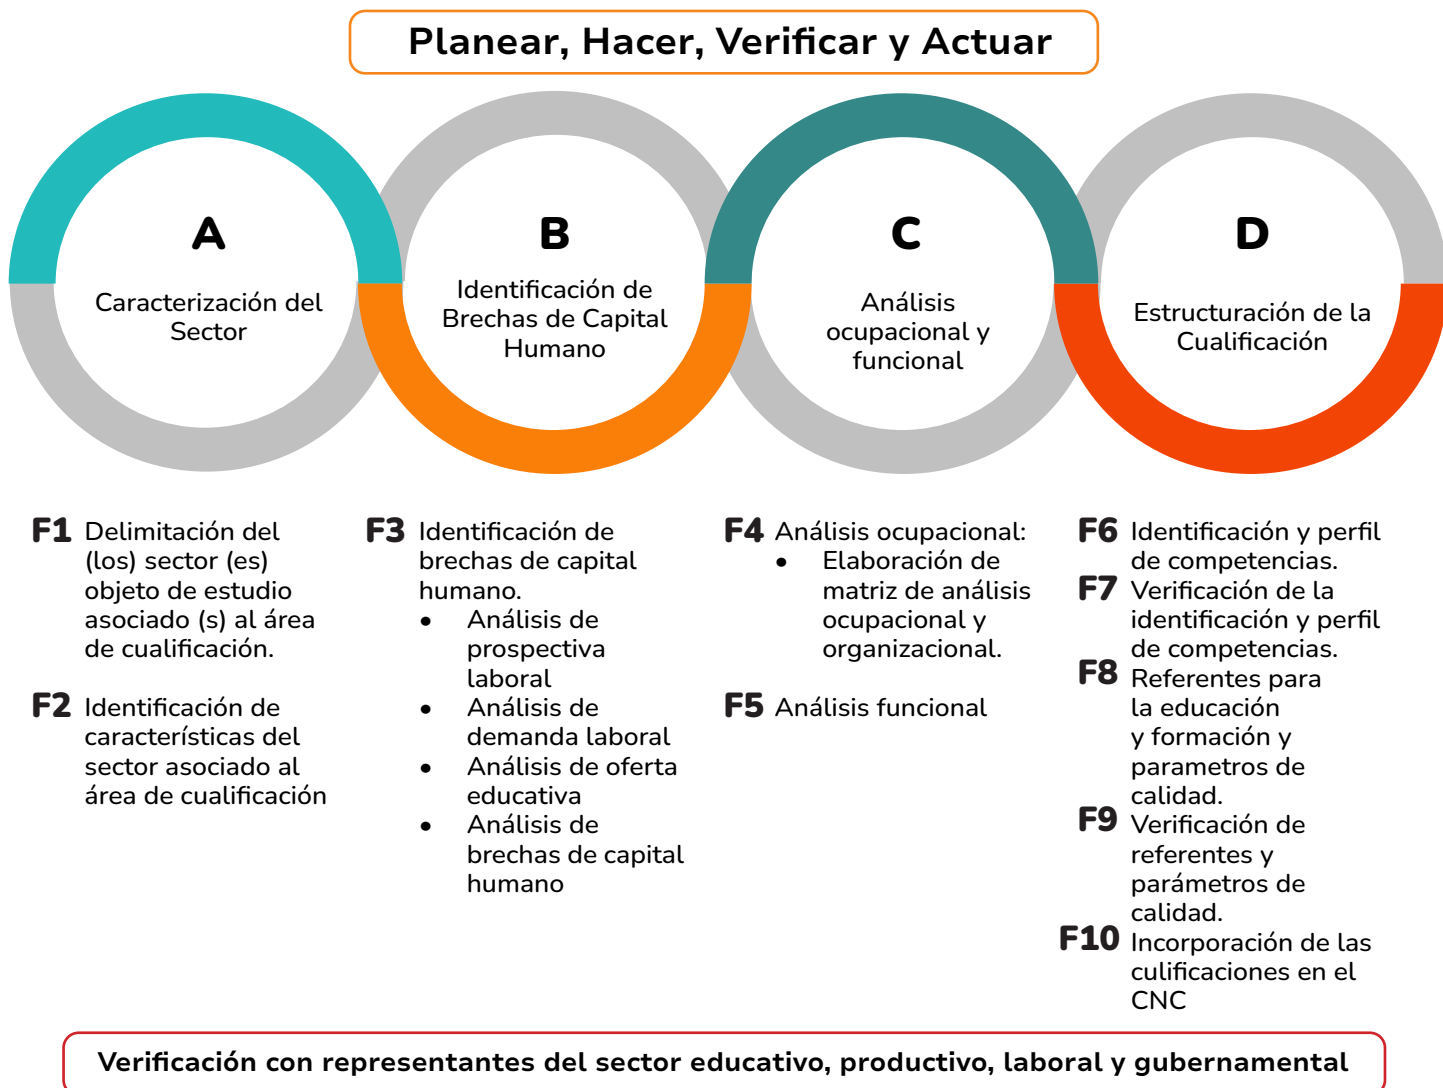 Planear, Hacer, Verificar y Actuar
A
Caracterización del
Sector
B
Identificación de
Brechas de Capital
Humano
C
Análisis
ocupacional y
funcional
D
Estructuración de la
Cualificación
F1 Delimitación del
(los) sector (es)
objeto de estudio
asociado (s) al área
de cualificación.
F2 Identificación de
características del
sector asociado al
área de cualificación
F3 Identificación de
brechas de capital
humano.
• Análisis de
prospectiva
laboral
• Análisis de
demanda laboral
• Análisis de oferta
educativa
• Análisis de
brechas de capital
humano
F4 Análisis ocupacional:
• Elaboración de
matriz de análisis
ocupacional y
organizacional.
F5 Análisis funcional
F6 Identificación y perfil
de competencias.
F7 Verificación de la
identificación y perfil
de competencias.
F8 Referentes para
la educación
y formación y
parametros de
calidad.
F9 Verificación de
referentes y
parámetros de
calidad.
F10 Incorporación de las
culificaciones en el
CNC
Verificación con representantes del sector educativo, productivo, laboral y gubernamental